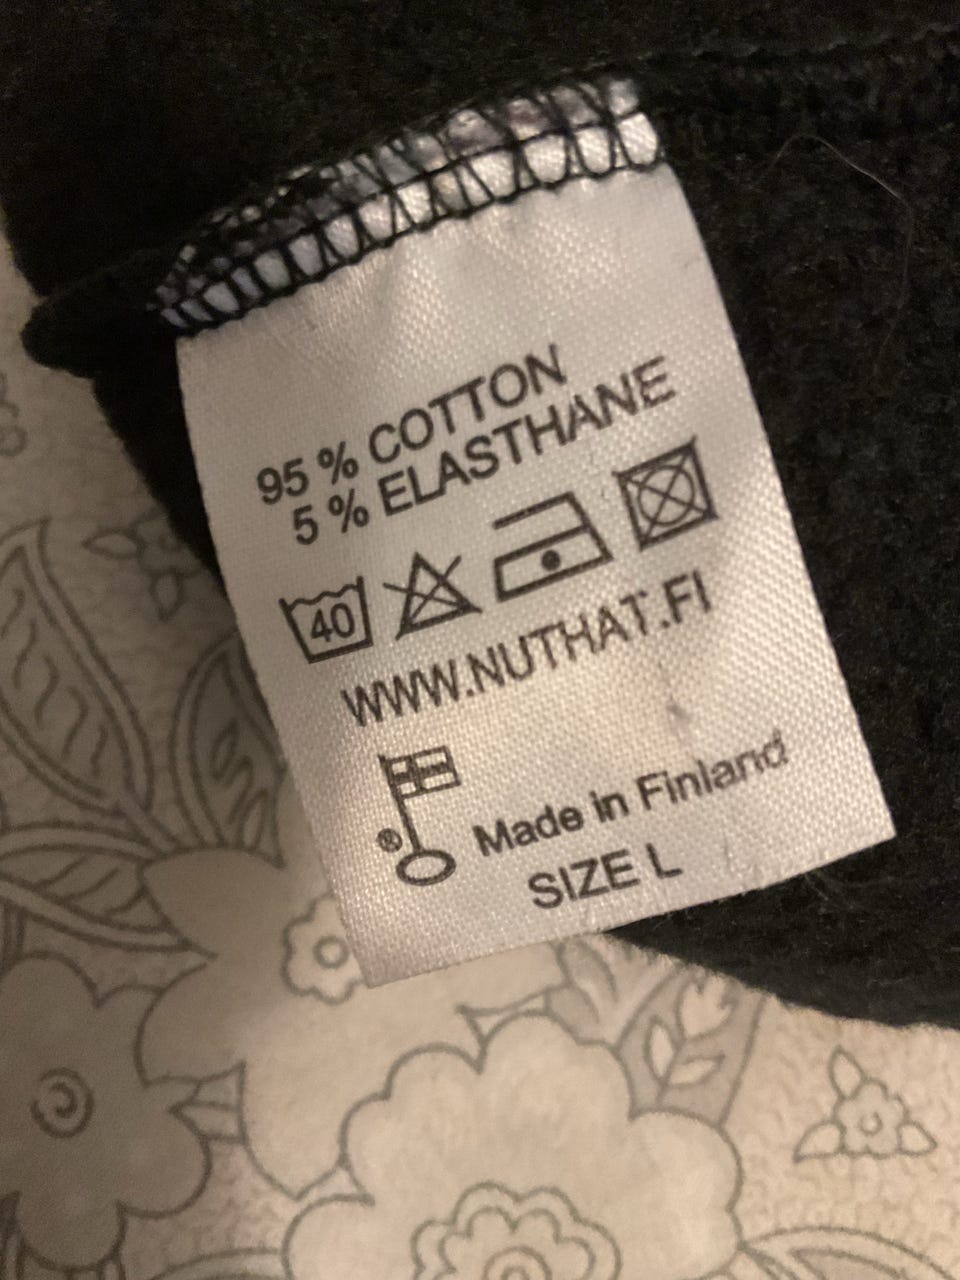 95 % COTTON
5 % ELASTHANE
40
WWW.NUTHAT.FI
® Made in Finland
SIZE L